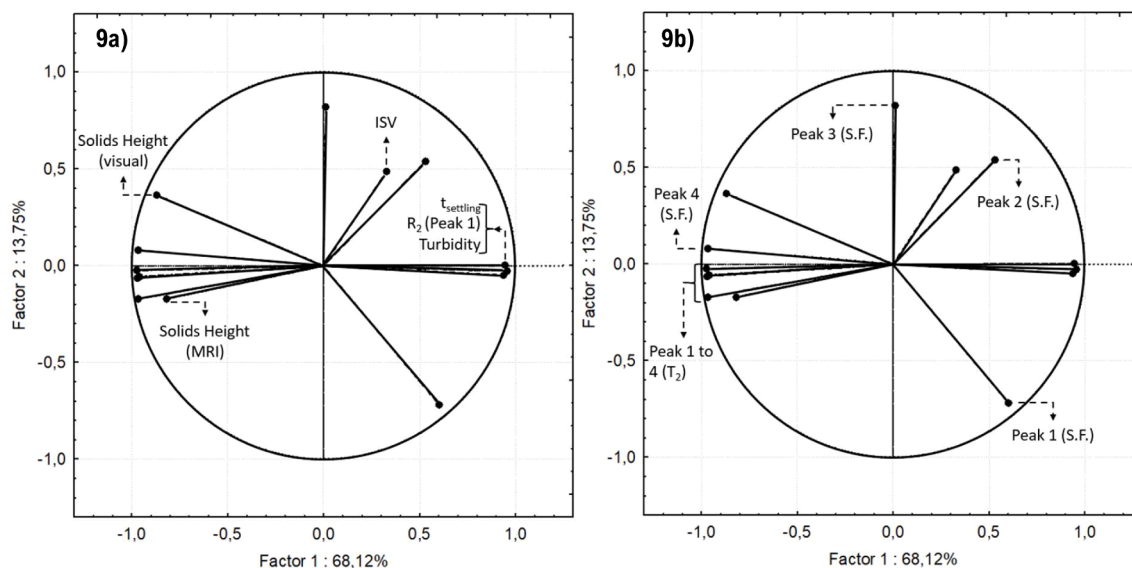 9a)
1,0
0,5
0,0
-0,5
-1,0
Factor 2 : 13,75%
Solids Height
(visual)
ISV
t_settling
R₂ (Peak 1)
Turbidity
Solids Height
(MRI)
-1,0
-0,5
0,0
0,5
1,0
Factor 1 : 68,12%
9b)
1,0
0,5
0,0
-0,5
-1,0
Factor 2 : 13,75%
Peak 3 (S.F.)
Peak 4
(S.F.)
Peak 2 (S.F.)
Peak 1 to
4 (T₂)
Peak 1 (S.F.)
-1,0
-0,5
0,0
0,5
1,0
Factor 1 : 68,12%